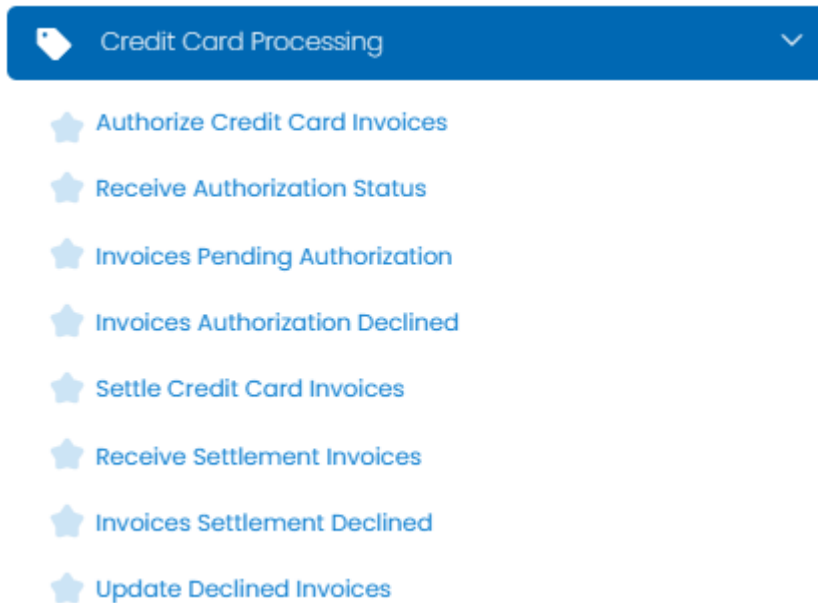 Credit Card Processing
Authorize Credit Card Invoices
Receive Authorization Status
Invoices Pending Authorization
Invoices Authorization Declined
Settle Credit Card Invoices
Receive Settlement Invoices
Invoices Settlement Declined
Update Declined Invoices